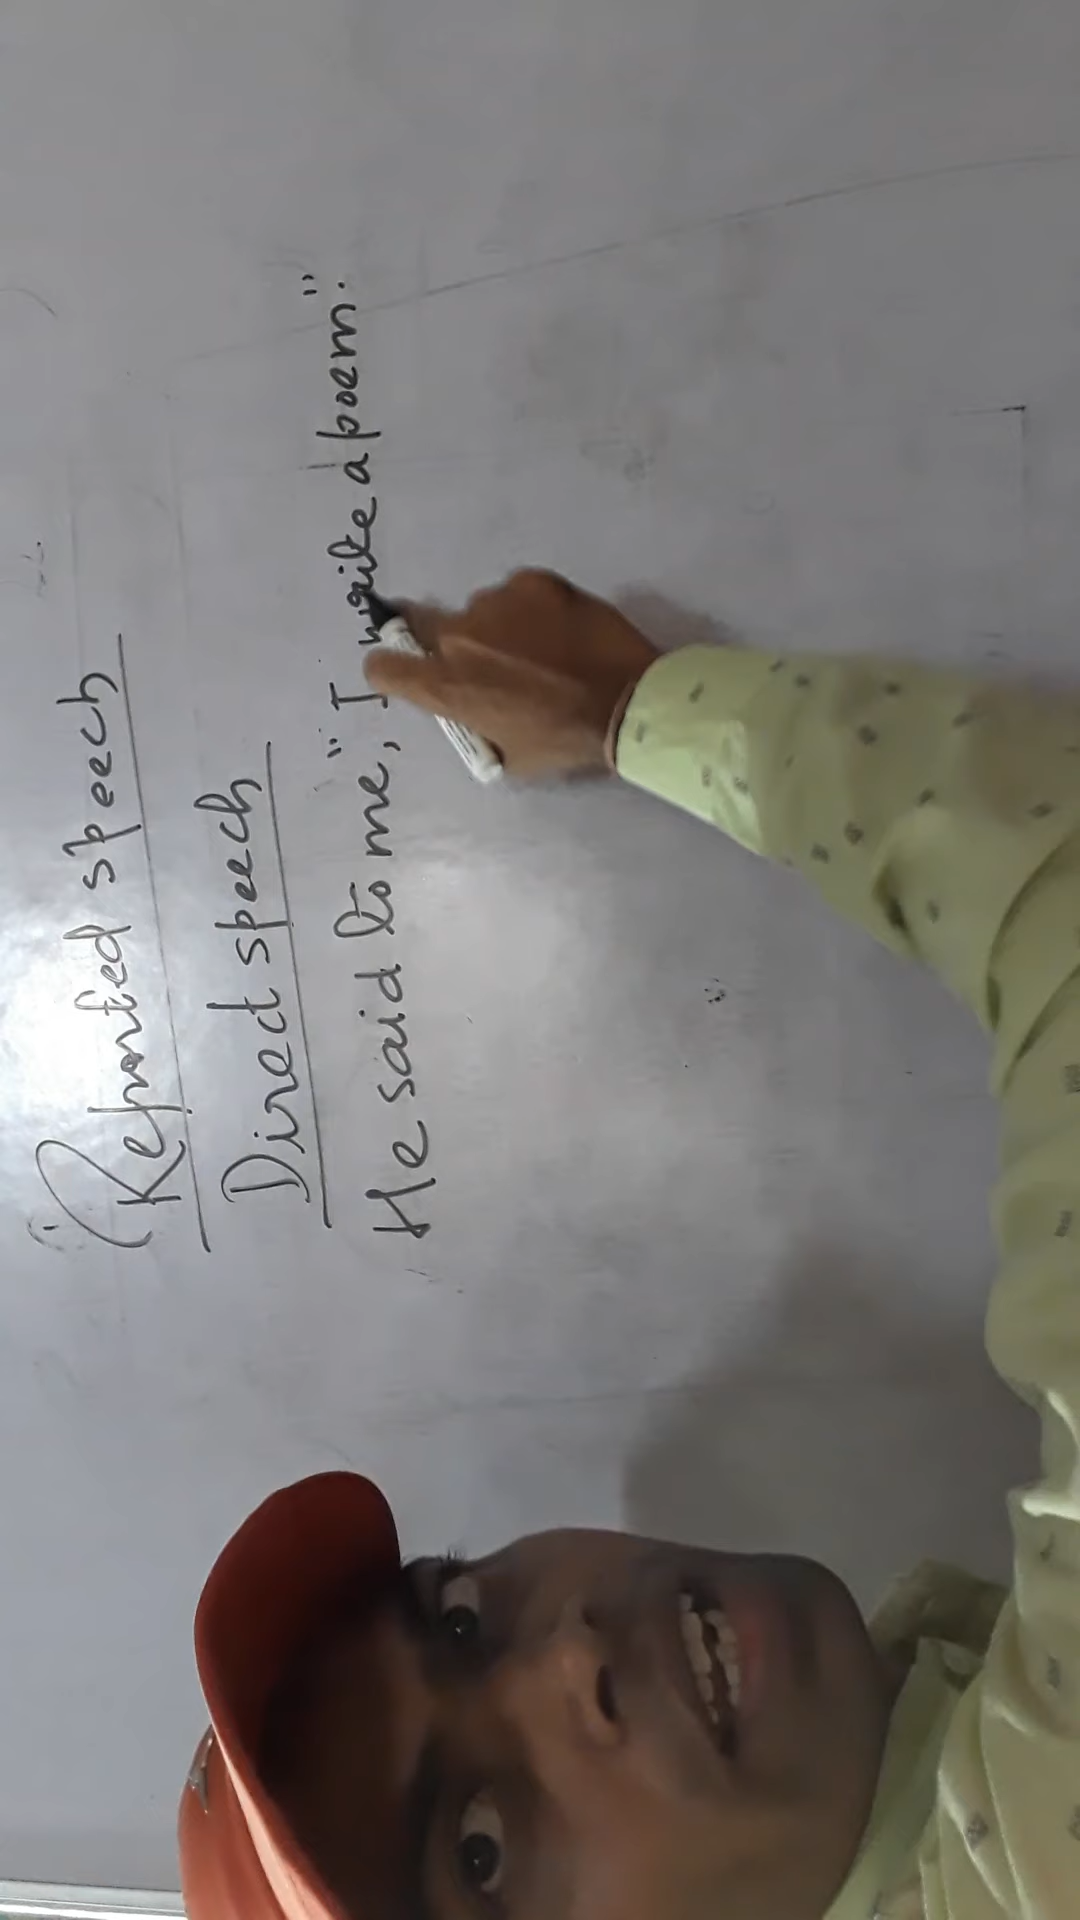 Reported speech
Direct speech
He said to me, "I write a poem".